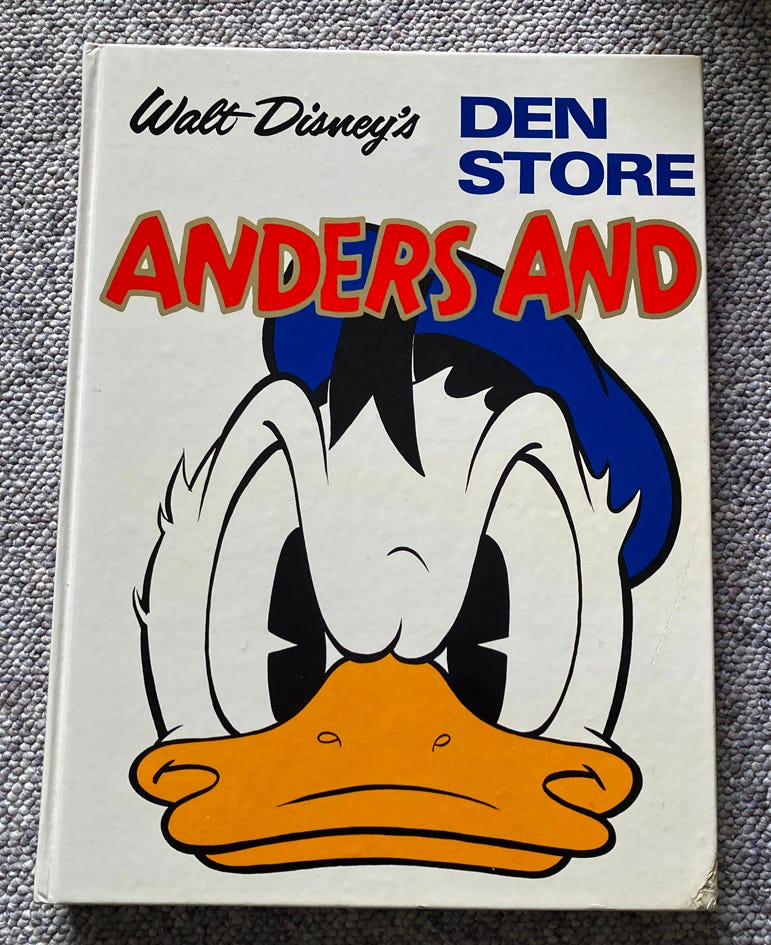 Walt Disney's
DEN
STORE
ANDERS AND